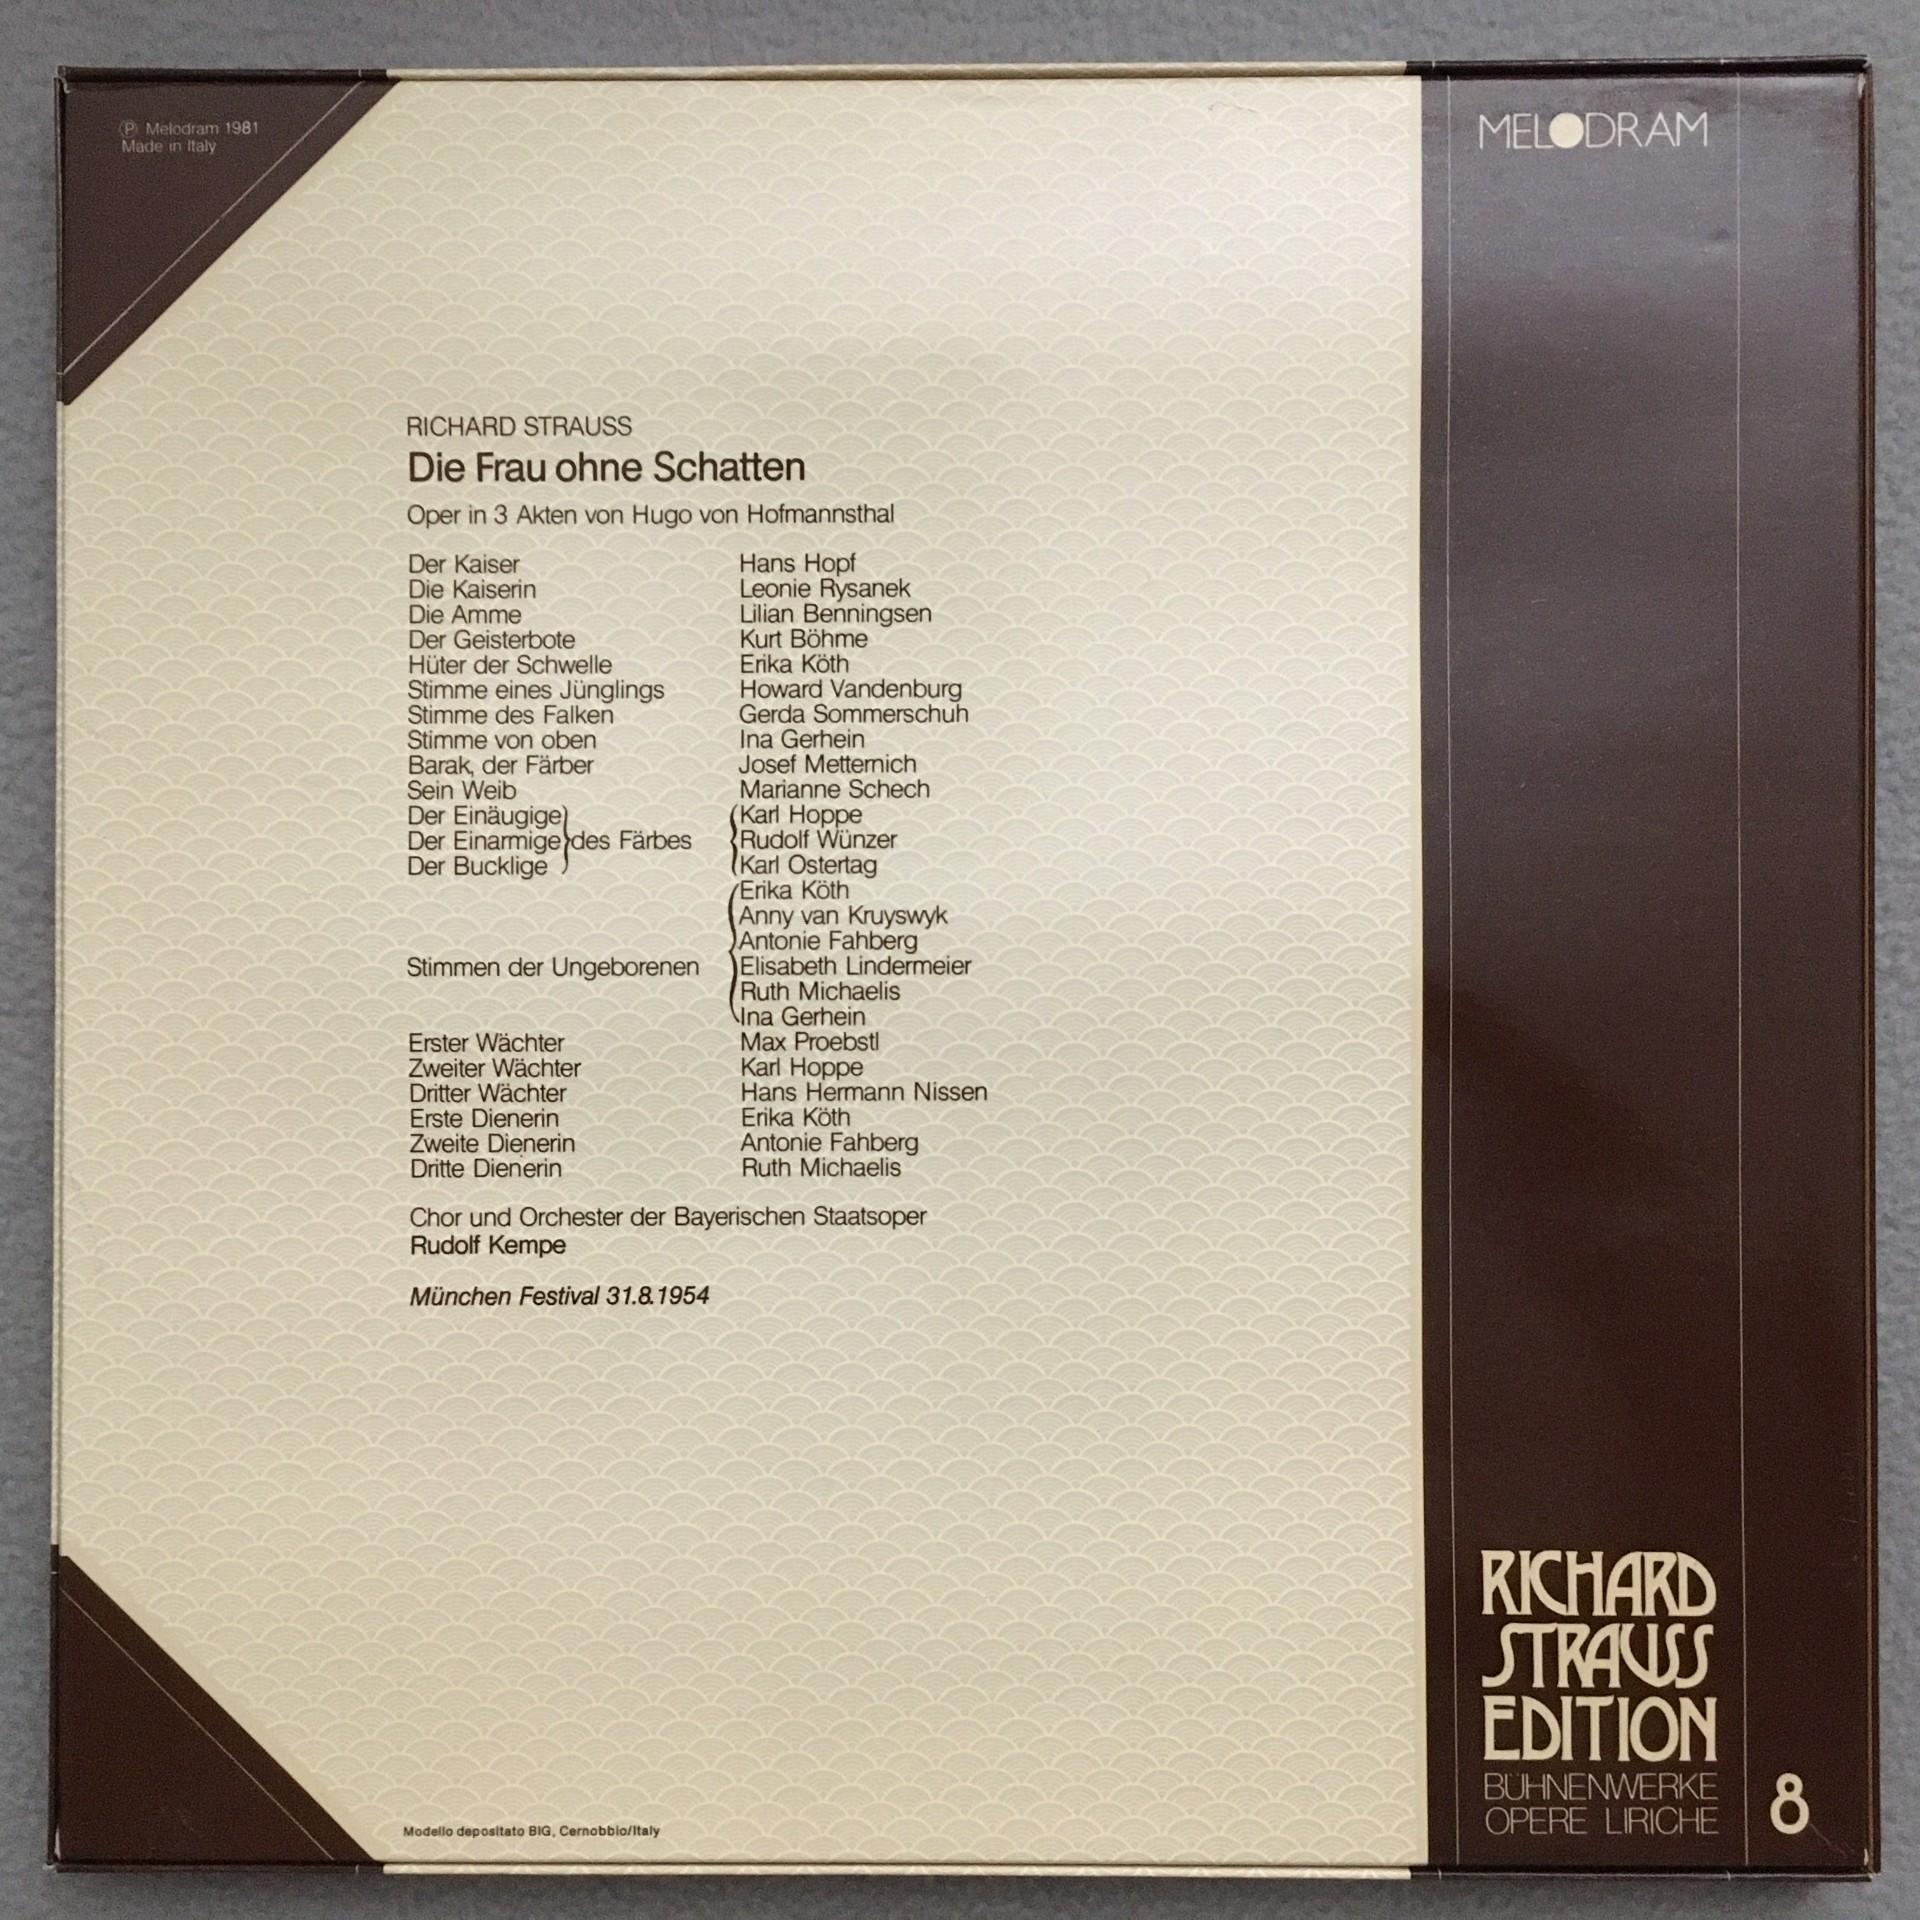 Ⓟ Melodram 1981
Made in Italy
MELODRAM
RICHARD STRAUSS
Die Frau ohne Schatten
Oper in 3 Akten von Hugo von Hofmannsthal
Der Kaiser Hans Hopf
Die Kaiserin Leonie Rysanek
Die Amme Lilian Benningsen
Der Geisterbote Kurt Böhme
Hüter der Schwelle Erika Köth
Stimme eines Jünglings Howard Vandenburg
Stimme des Falken Gerda Sommerschuh
Stimme von oben Ina Gerhein
Barak, der Färber Josef Metternich
Sein Weib Marianne Schech
Der Einäugige Karl Hoppe
Der Einarmige des Färbes Rudolf Wünzer
Der Bucklige Karl Ostertag
Erika Köth
Anny van Kruyswyk
Antonie Fahberg
Stimmen der Ungeborenen Elisabeth Lindermeier
Ruth Michaelis
Ina Gerhein
Erster Wächter Max Proebstl
Zweiter Wächter Karl Hoppe
Dritter Wächter Hans Hermann Nissen
Erste Dienerin Erika Köth
Zweite Dienerin Antonie Fahberg
Dritte Dienerin Ruth Michaelis
Chor und Orchester der Bayerischen Staatsoper
Rudolf Kempe
München Festival 31.8.1954
Modello depositato BIG, Cernobbio/Italy
RICHARD
STRAUSS
EDITION
BÜHNENWERKE
OPERE LIRICHE
8